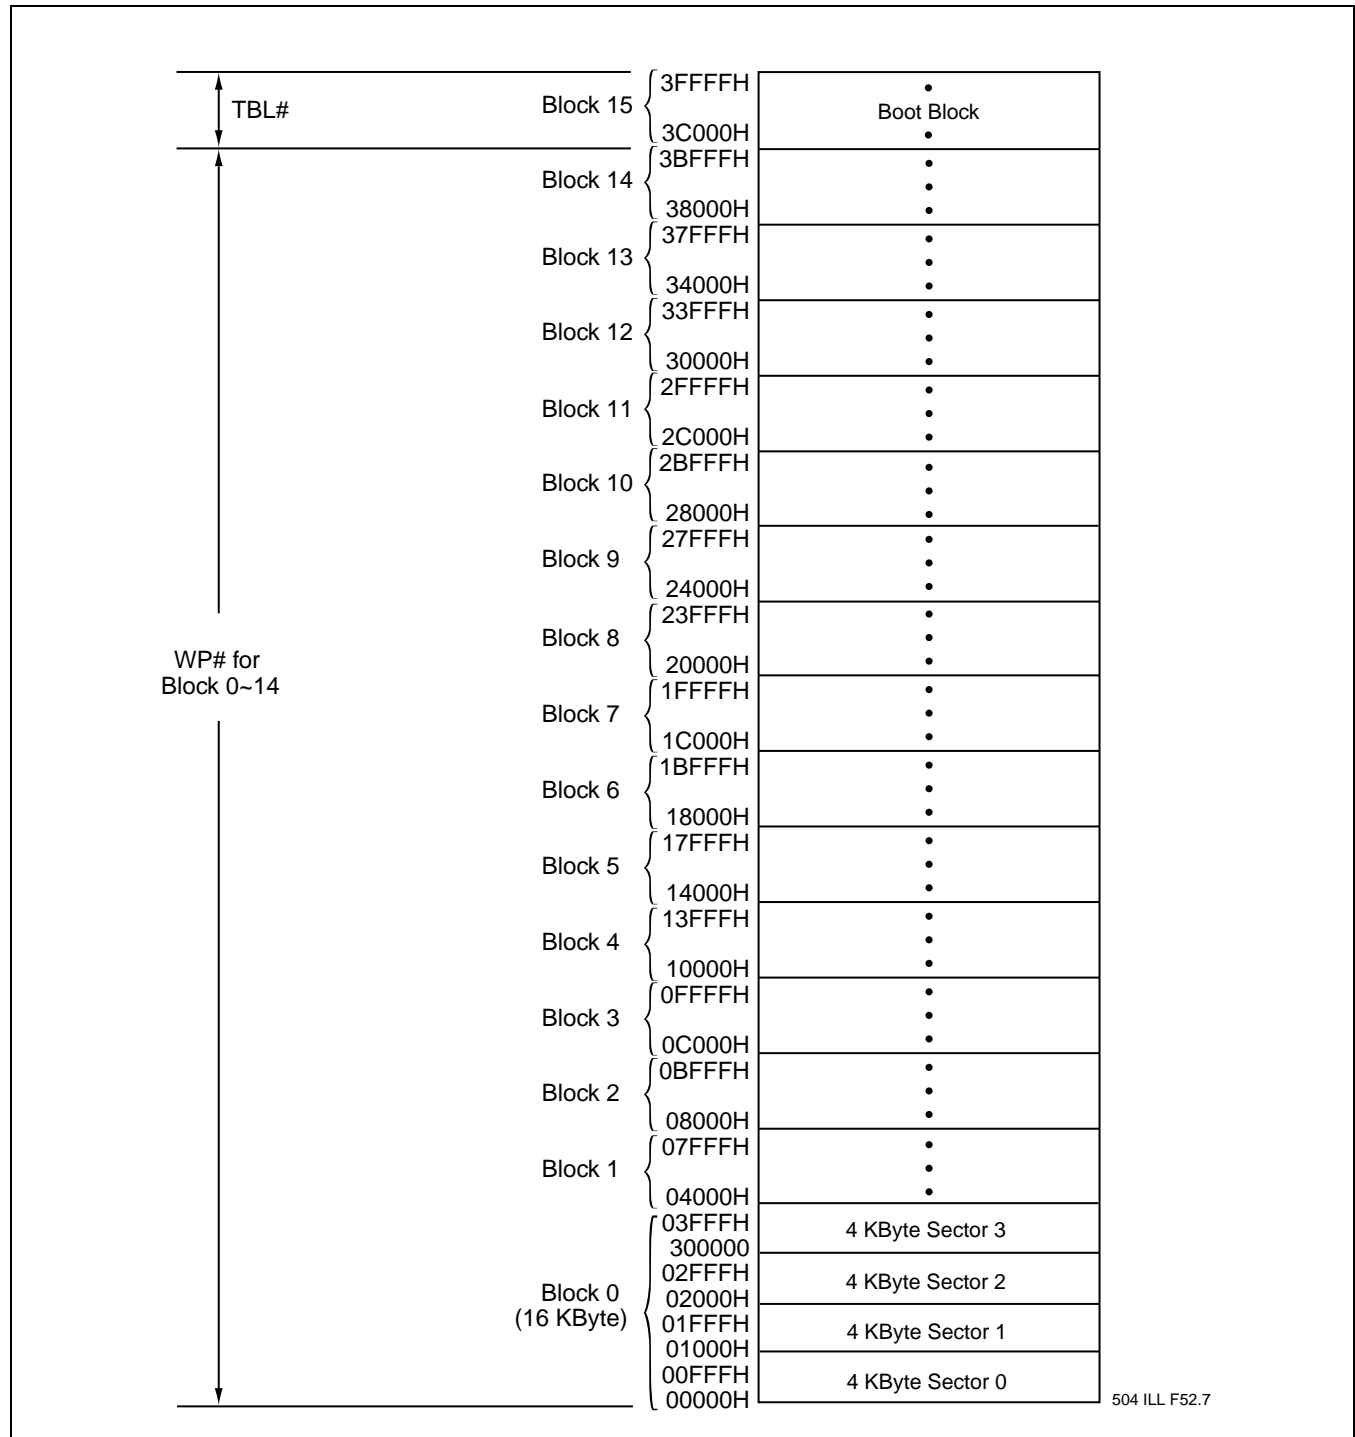 3FFFFH
TBL#
Block 15
Boot Block
3C000H
3BFFFH
Block 14
38000H
37FFFH
Block 13
34000H
33FFFH
Block 12
30000H
2FFFFH
Block 11
2C000H
2BFFFH
Block 10
28000H
27FFFH
Block 9
24000H
23FFFH
Block 8
20000H
WP# for
Block 0~14
1FFFFH
Block 7
1C000H
1BFFFH
Block 6
18000H
17FFFH
Block 5
14000H
13FFFH
Block 4
10000H
0FFFFH
Block 3
0C000H
0BFFFH
Block 2
08000H
07FFFH
Block 1
04000H
03FFFH
4 KByte Sector 3
300000
02FFFH
4 KByte Sector 2
Block 0
(16 KByte)
02000H
01FFFH
4 KByte Sector 1
01000H
00FFFH
4 KByte Sector 0
00000H
504 ILL F52.7